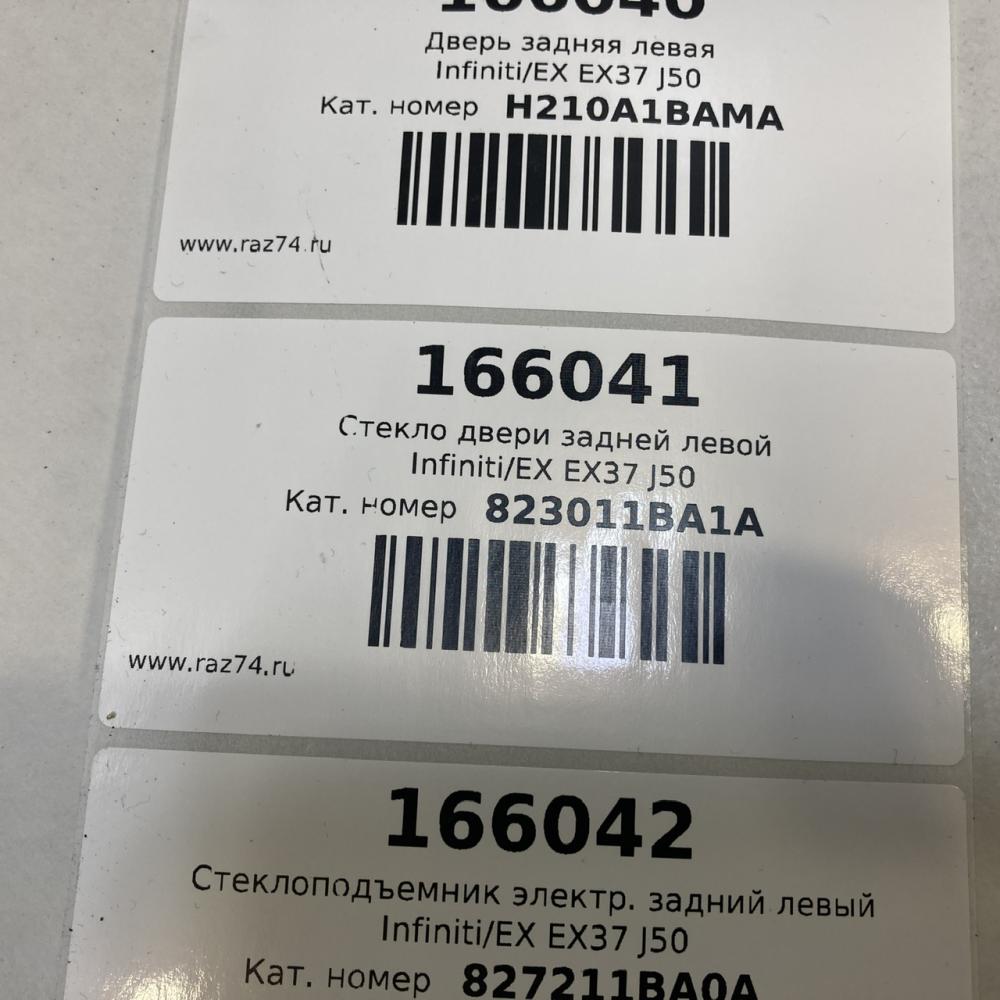 166040
Дверь задняя левая
Infiniti/EX EX37 J50
Кат. номер H210A1BAMA
www.raz74.ru
166041
Стекло двери задней левой
Infiniti/EX EX37 J50
Кат. номер 823011BA1A
www.raz74.ru
166042
Стеклоподъемник электр. задний левый
Infiniti/EX EX37 J50
Кат. номер 827211BA0A